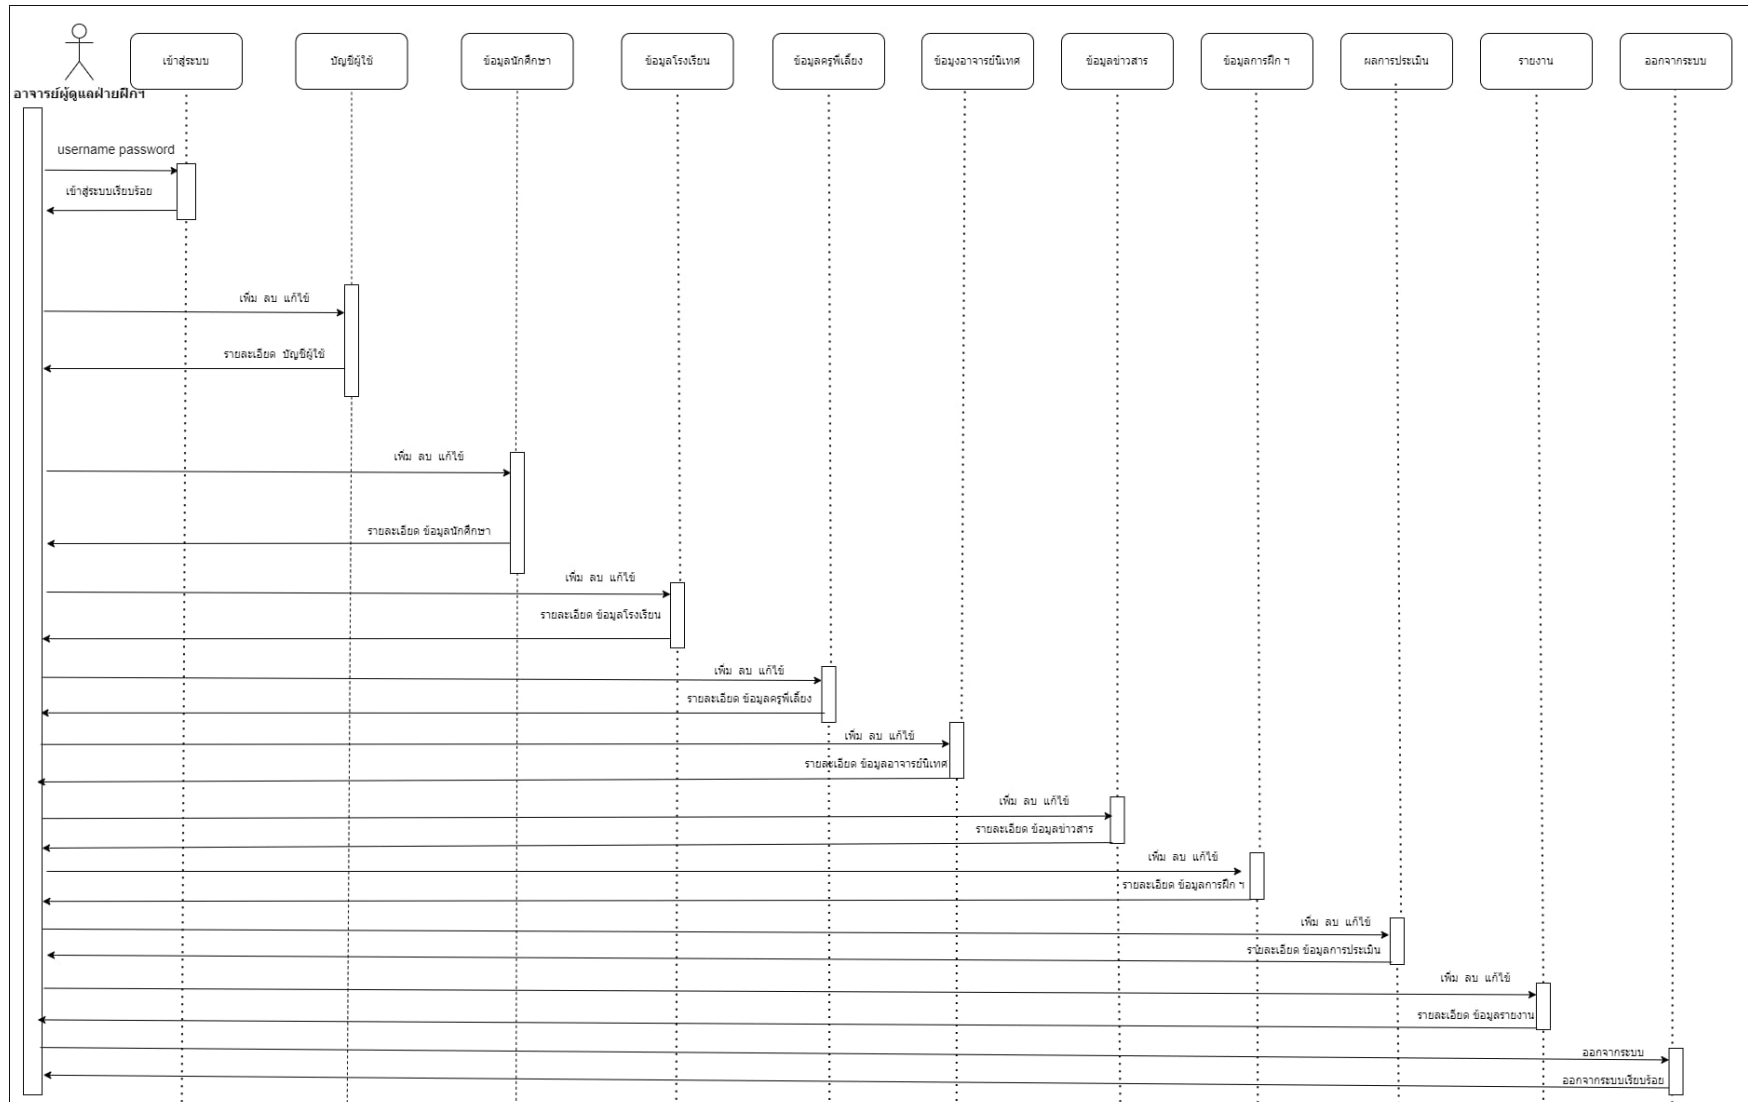 เข้าสู่ระบบ
บัญชีผู้ใช้
ข้อมูลนักศึกษา
ข้อมูลโรงเรียน
ข้อมูลครูพี่เลี้ยง
ข้อมุงอาจารย์นิเทศ
ข้อมูลข่าวสาร
ข้อมูลการฝึก ฯ
ผลการประเมิน
รายงาน
ออกจากระบบ
อาจารย์ผู้ดูแลฝ่ายฝึกฯ
username password
เข้าสู่ระบบเรียบร้อย
เพิ่ม ลบ แก้ไข้
รายละเอียด บัญชีผู้ใช้
เพิ่ม ลบ แก้ไข้
รายละเอียด ข้อมูลนักศึกษา
เพิ่ม ลบ แก้ไข้
รายละเอียด ข้อมูลโรงเรียน
เพิ่ม ลบ แก้ไข้
รายละเอียด ข้อมูลครูพี่เลี้ยง
เพิ่ม ลบ แก้ไข้
รายละเอียด ข้อมูลอาจารย์นิเทศ
เพิ่ม ลบ แก้ไข้
รายละเอียด ข้อมูลข่าวสาร
เพิ่ม ลบ แก้ไข้
รายละเอียด ข้อมูลการฝึก ฯ
เพิ่ม ลบ แก้ไข้
รายละเอียด ข้อมูลการประเมิน
เพิ่ม ลบ แก้ไข้
รายละเอียด ข้อมูลรายงาน
ออกจากระบบ
ออกจากระบบเรียบร้อย